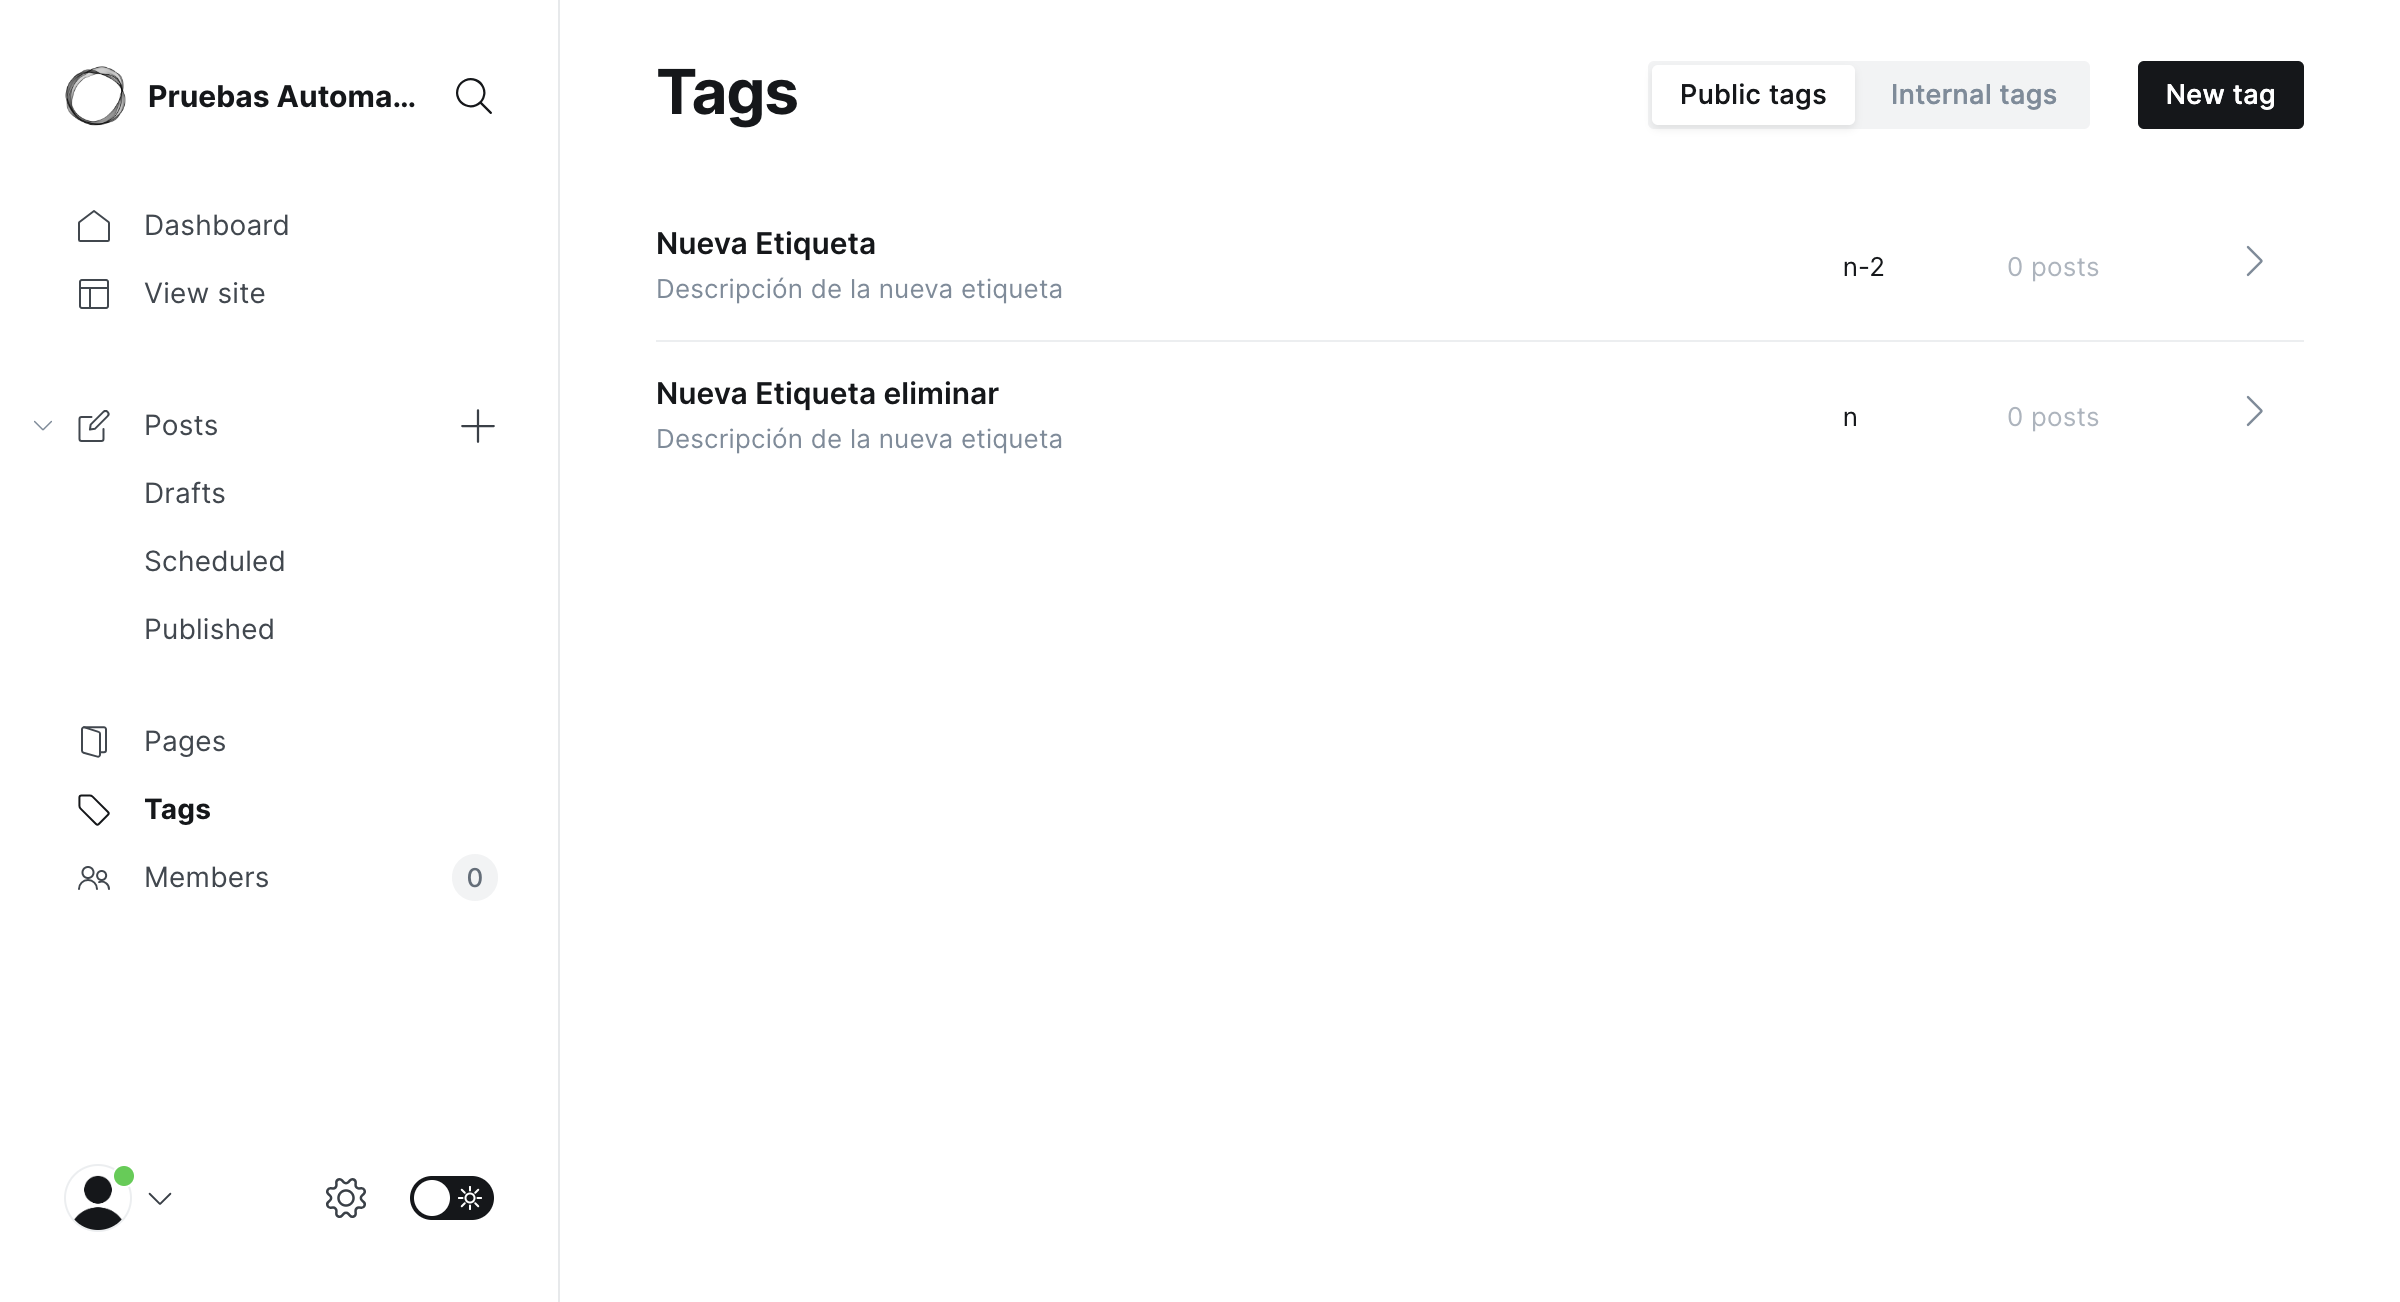 Pruebas Automa...
Dashboard
View site
Posts
Drafts
Scheduled
Published
Pages
Tags
Members 0
Tags
Public tags Internal tags New tag
Nueva Etiqueta
Descripción de la nueva etiqueta
n-2 0 posts
Nueva Etiqueta eliminar
Descripción de la nueva etiqueta
n 0 posts